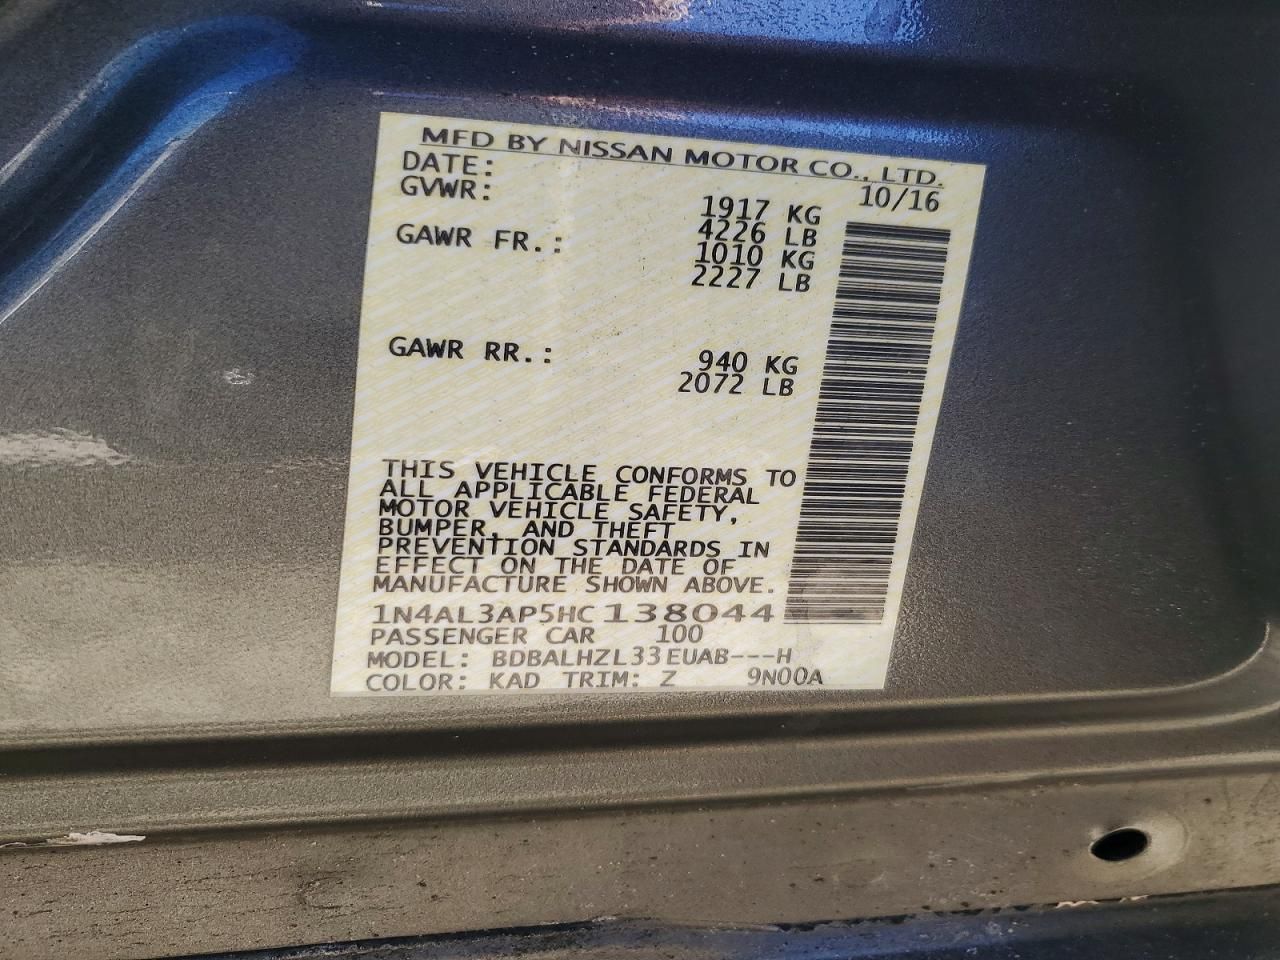 MFD BY NISSAN MOTOR CO., LTD.
DATE: 10/16
GVWR: 1917 KG
4226 LB
GAWR FR.: 1010 KG
2227 LB
GAWR RR.: 940 KG
2072 LB
THIS VEHICLE CONFORMS TO
ALL APPLICABLE FEDERAL
MOTOR VEHICLE SAFETY,
BUMPER, AND THEFT
PREVENTION STANDARDS IN
EFFECT ON THE DATE OF
MANUFACTURE SHOWN ABOVE.
1N4AL3AP5HC138044
PASSENGER CAR 100
MODEL: BDBALHZL33EUAB---H
COLOR: KAD TRIM: Z 9N00A